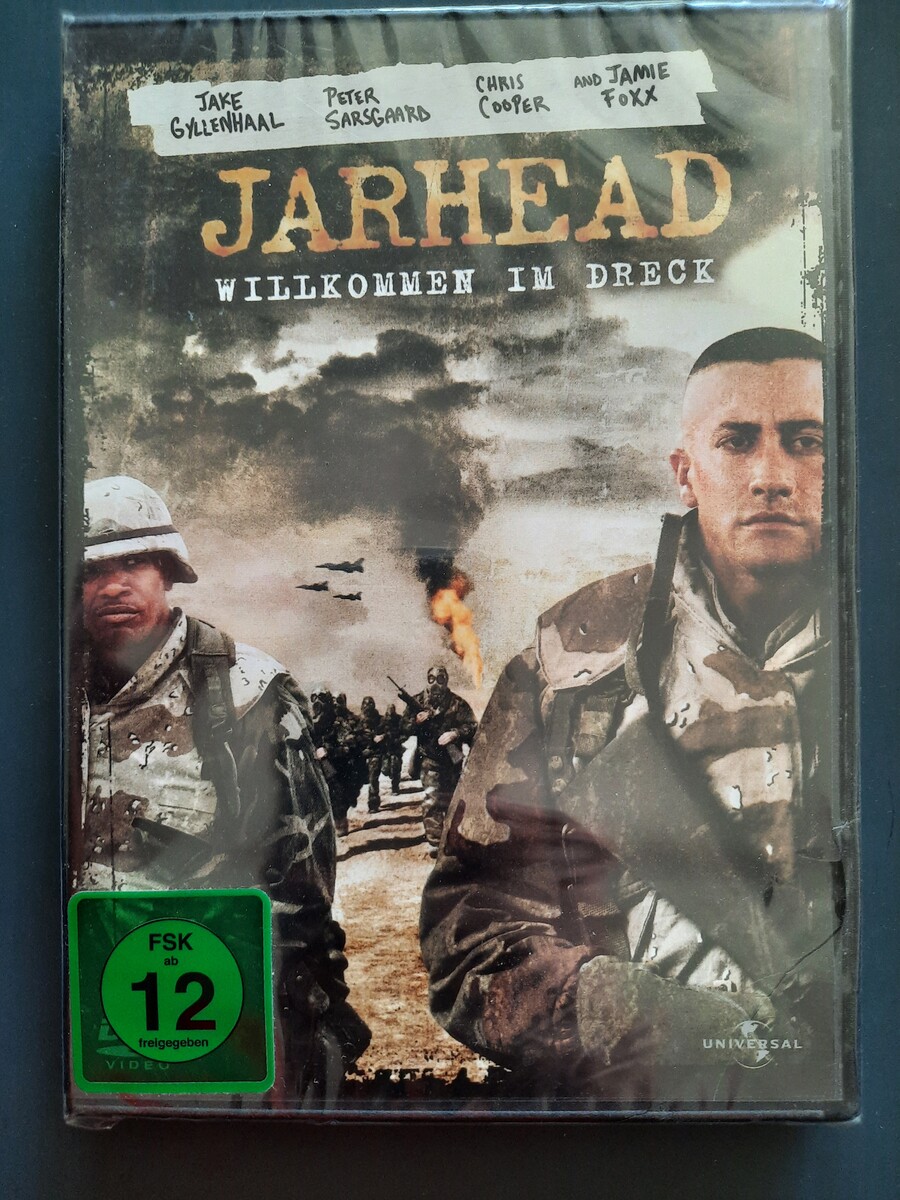 JAKE GYLLENHAAL
PETER SARSGAARD
CHRIS COOPER
AND JAMIE FOXX
JARHEAD
WILLKOMMEN IM DRECK
FSK
ab
12
freigegeben
VIDEO
UNIVERSAL